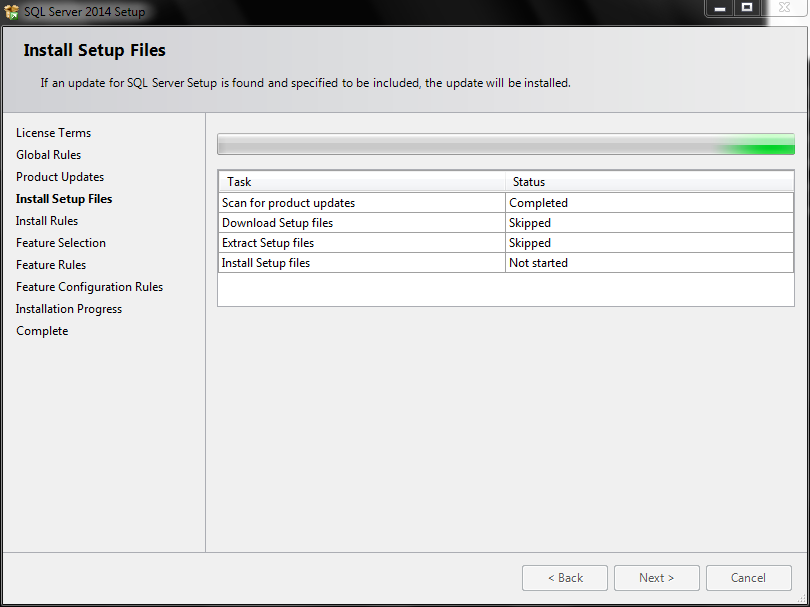 SQL Server 2014 Setup
Install Setup Files
If an update for SQL Server Setup is found and specified to be included, the update will be installed.
License Terms
Global Rules
Product Updates
Install Setup Files
Install Rules
Feature Selection
Feature Rules
Feature Configuration Rules
Installation Progress
Complete
Task Status
Scan for product updates Completed
Download Setup files Skipped
Extract Setup files Skipped
Install Setup files Not started
< Back Next > Cancel